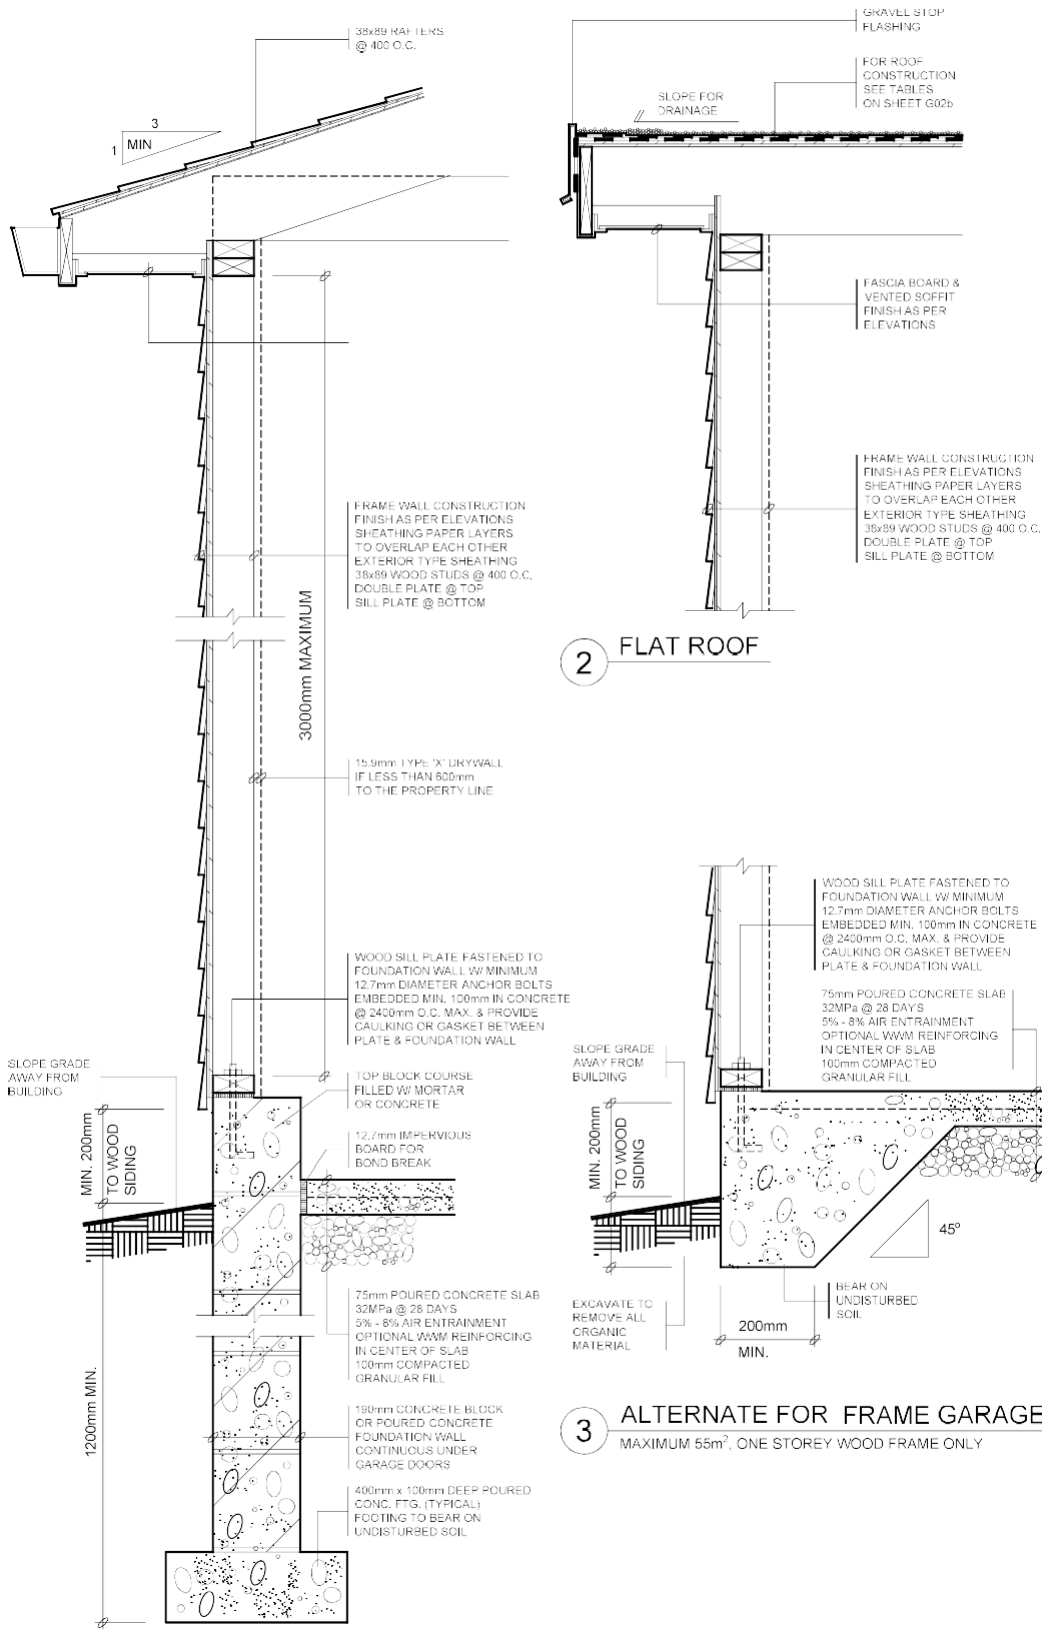 38x89 RAFTERS
@ 400 O.C.
3
1
MIN
FRAME WALL CONSTRUCTION
FINISH AS PER ELEVATIONS
SHEATHING PAPER LAYERS
TO OVERLAP EACH OTHER
EXTERIOR TYPE SHEATHING
38x89 WOOD STUDS @ 400 O.C,
DOUBLE PLATE @ TOP
SILL PLATE @ BOTTOM
3000mm MAXIMUM
15.9mm TYPE 'X' DRYWALL
IF LESS THAN 600mm
TO THE PROPERTY LINE
WOOD SILL PLATE FASTENED TO
FOUNDATION WALL W/ MINIMUM
12.7mm DIAMETER ANCHOR BOLTS
EMBEDDED MIN. 100mm IN CONCRETE
@ 2400mm O.C. MAX. & PROVIDE
CAULKING OR GASKET BETWEEN
PLATE & FOUNDATION WALL
SLOPE GRADE
AWAY FROM
BUILDING
TOP BLOCK COURSE
FILLED W/ MORTAR
OR CONCRETE
MIN. 200mm
TO WOOD
SIDING
12,7mm IMPERVIOUS
BOARD FOR
BOND BREAK
75mm POURED CONCRETE SLAB
32MPa @ 28 DAYS
5% - 8% AIR ENTRAINMENT
OPTIONAL WWM REINFORCING
IN CENTER OF SLAB
100mm COMPACTED
GRANULAR FILL
1200mm MIN.
190mm CONCRETE BLOCK
OR POURED CONCRETE
FOUNDATION WALL
CONTINUOUS UNDER
GARAGE DOORS
400mm x 100mm DEEP POURED
CONC. FTG. (TYPICAL)
FOOTING TO BEAR ON
UNDISTURBED SOIL
GRAVEL STOP
FLASHING
FOR ROOF
CONSTRUCTION
SEE TABLES
ON SHEET G02b
SLOPE FOR
DRAINAGE
FASCIA BOARD &
VENTED SOFFIT
FINISH AS PER
ELEVATIONS
FRAME WALL CONSTRUCTION
FINISH AS PER ELEVATIONS
SHEATHING PAPER LAYERS
TO OVERLAP EACH OTHER
EXTERIOR TYPE SHEATHING
38x89 WOOD STUDS @ 400 O.C,
DOUBLE PLATE @ TOP
SILL PLATE @ BOTTOM
2 FLAT ROOF
WOOD SILL PLATE FASTENED TO
FOUNDATION WALL W/ MINIMUM
12.7mm DIAMETER ANCHOR BOLTS
EMBEDDED MIN. 100mm IN CONCRETE
@ 2400mm O.C. MAX. & PROVIDE
CAULKING OR GASKET BETWEEN
PLATE & FOUNDATION WALL
75mm POURED CONCRETE SLAB
32MPa @ 28 DAYS
5% - 8% AIR ENTRAINMENT
OPTIONAL WWM REINFORCING
IN CENTER OF SLAB
100mm COMPACTED
GRANULAR FILL
SLOPE GRADE
AWAY FROM
BUILDING
MIN. 200mm
TO WOOD
SIDING
45°
EXCAVATE TO
REMOVE ALL
ORGANIC
MATERIAL
200mm
MIN.
BEAR ON
UNDISTURBED
SOIL
3 ALTERNATE FOR FRAME GARAGE
MAXIMUM 55m², ONE STOREY WOOD FRAME ONLY